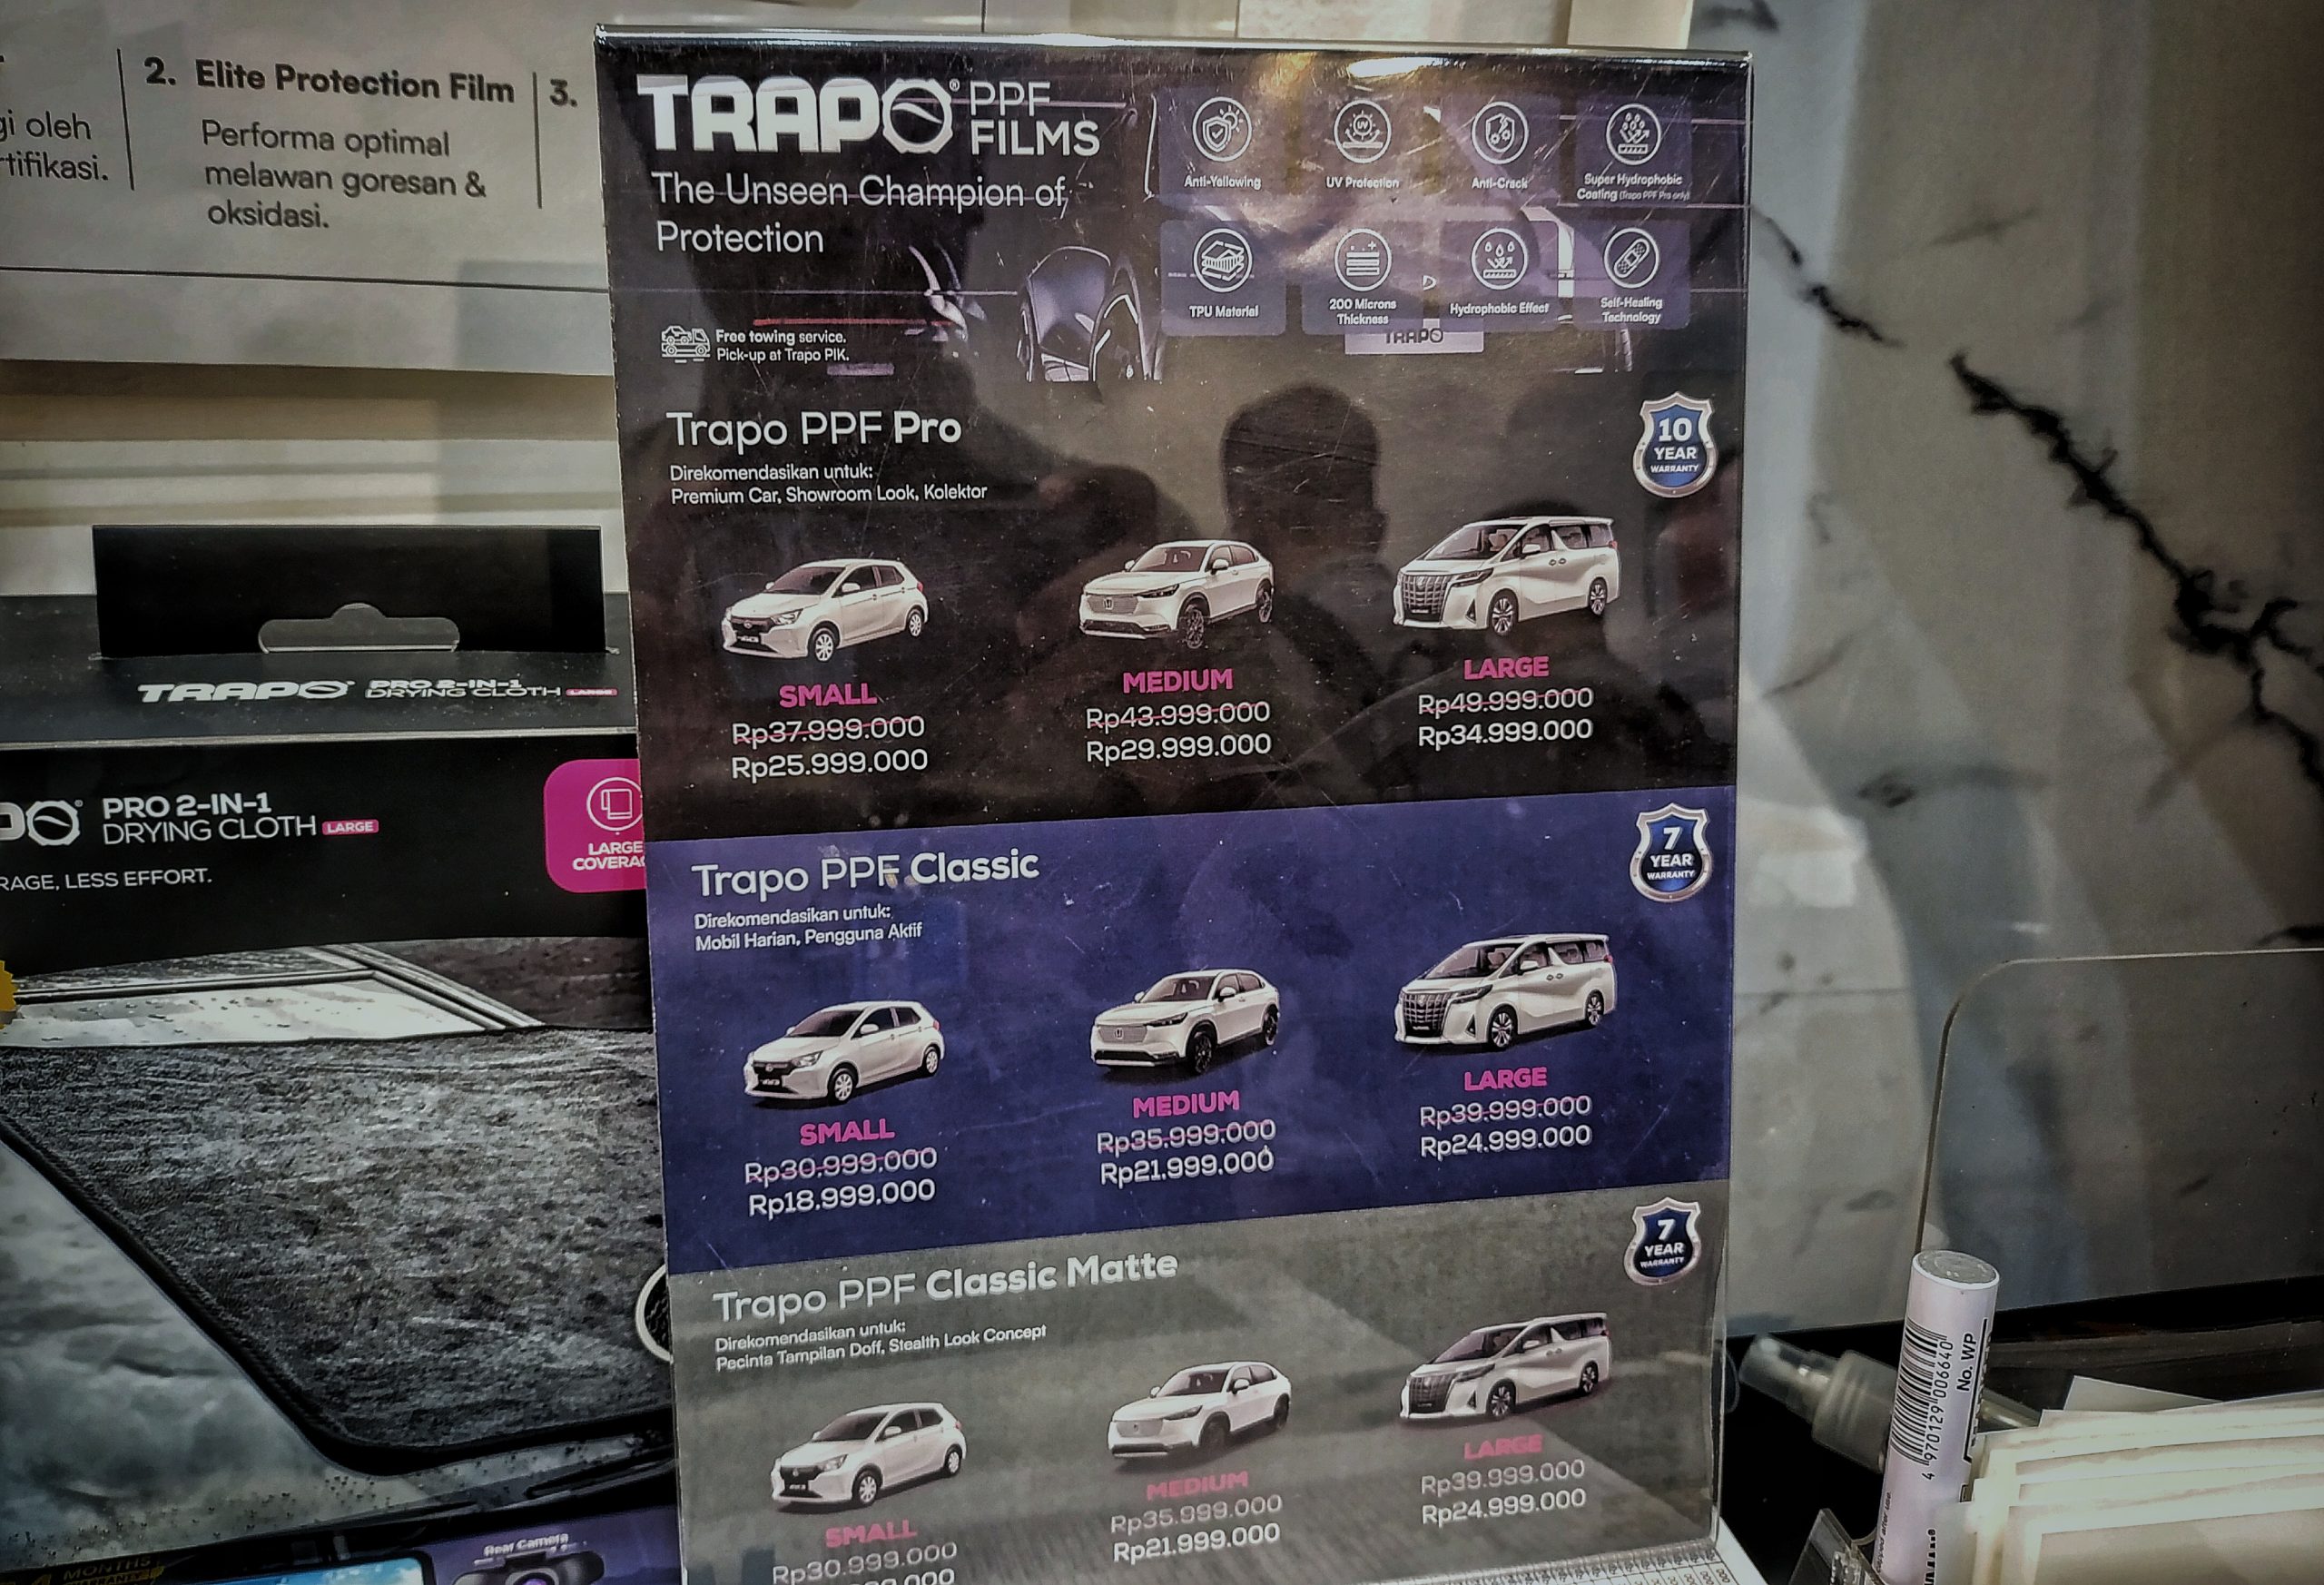 gi oleh
rtifikasi.
2. Elite Protection Film
Performa optimal
melawan goresan &
oksidasi.
3.
TRAPO® PPF FILMS
The Unseen Champion of
Protection
Free towing service.
Pick-up at Trapo PIK.
Anti-Yellowing
UV Protection
Anti-Crack
Super Hydrophobic
Coating (Trapo PPF Pro only)
TPU Material
200 Microns
Thickness
Hydrophobic Effect
Self-Healing
Technology
TRAPO
Trapo PPF Pro
Direkomendasikan untuk:
Premium Car, Showroom Look, Kolektor
10
YEAR
WARRANTY
SMALL
Rp37.999.000
Rp25.999.000
MEDIUM
Rp43.999.000
Rp29.999.000
LARGE
Rp49.999.000
Rp34.999.000
Trapo PPF Classic
Direkomendasikan untuk:
Mobil Harian, Pengguna Aktif
7
YEAR
WARRANTY
SMALL
Rp30.999.000
Rp18.999.000
MEDIUM
Rp35.999.000
Rp21.999.000
LARGE
Rp39.999.000
Rp24.999.000
Trapo PPF Classic Matte
Direkomendasikan untuk:
Pecinta Tampilan Doff, Stealth Look Concept
7
YEAR
WARRANTY
SMALL
Rp30.999.000
MEDIUM
Rp35.999.000
Rp21.999.000
LARGE
Rp39.999.000
Rp24.999.000
TRAPO® PRO 2-IN-1 DRYING CLOTH LARGE
PO® PRO 2-IN-1
DRYING CLOTH LARGE
RAGE, LESS EFFORT.
LARGE
COVERAG
Rear Camera
MONTHS
4 970129 006640
No. WP